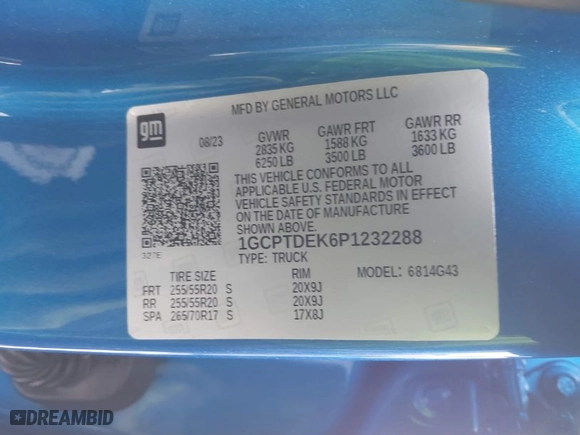 MFD BY GENERAL MOTORS LLC
gm
08/23 GVWR GAWR FRT GAWR RR
2835 KG 1588 KG 1633 KG
6250 LB 3500 LB 3600 LB
THIS VEHICLE CONFORMS TO ALL
APPLICABLE U.S. FEDERAL MOTOR
VEHICLE SAFETY STANDARDS IN EFFECT
ON THE DATE OF MANUFACTURE
SHOWN ABOVE.
1GCPTDEK6P1232288
TYPE: TRUCK
TIRE SIZE RIM MODEL: 6814G43
FRT 255/55R20 S 20X9J
RR 255/55R20 S 20X9J
SPA 265/70R17 S 17X8J
DREAMBID